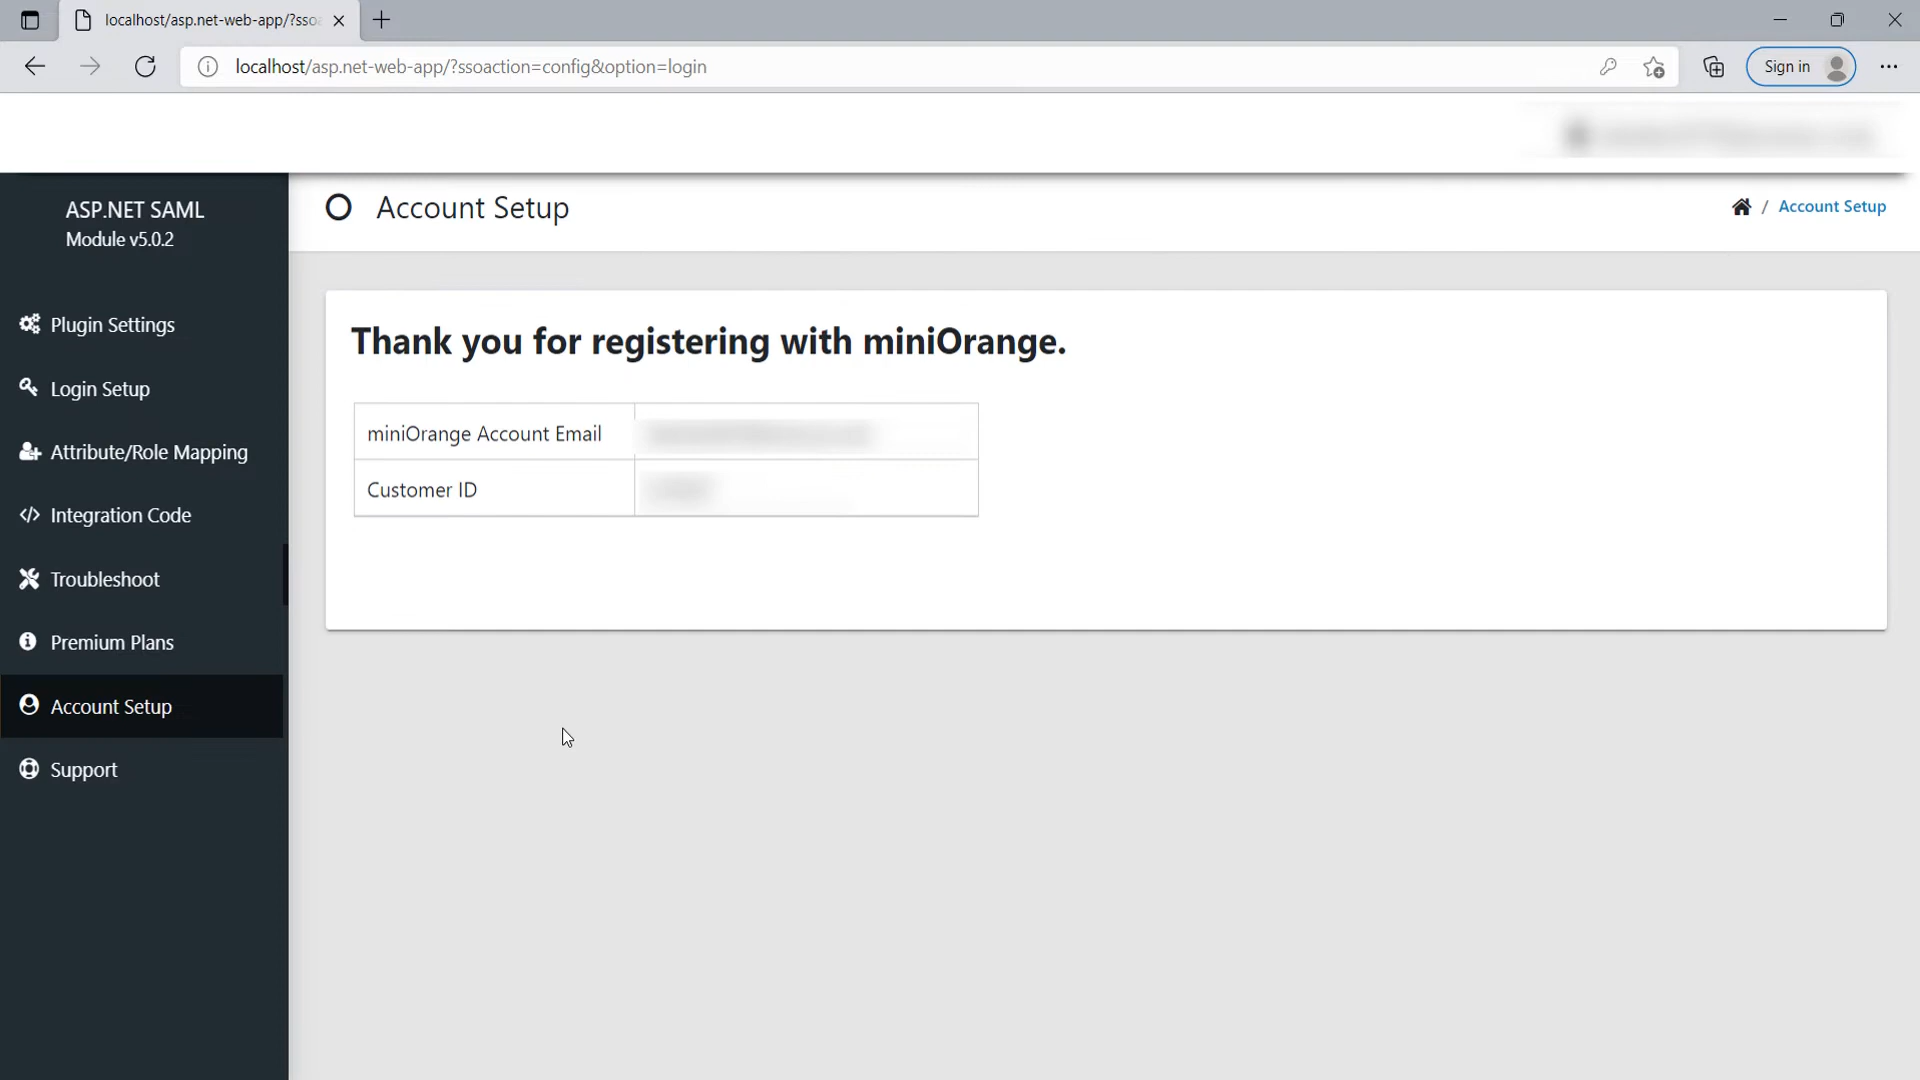 localhost/asp.net-web-app/?sso
localhost/asp.net-web-app/?ssoaction=config&option=login
Sign in
ASP.NET SAML
Module v5.0.2
Account Setup
/ Account Setup
Plugin Settings
Login Setup
Attribute/Role Mapping
Integration Code
Troubleshoot
Premium Plans
Account Setup
Support
Thank you for registering with miniOrange.
miniOrange Account Email
Customer ID